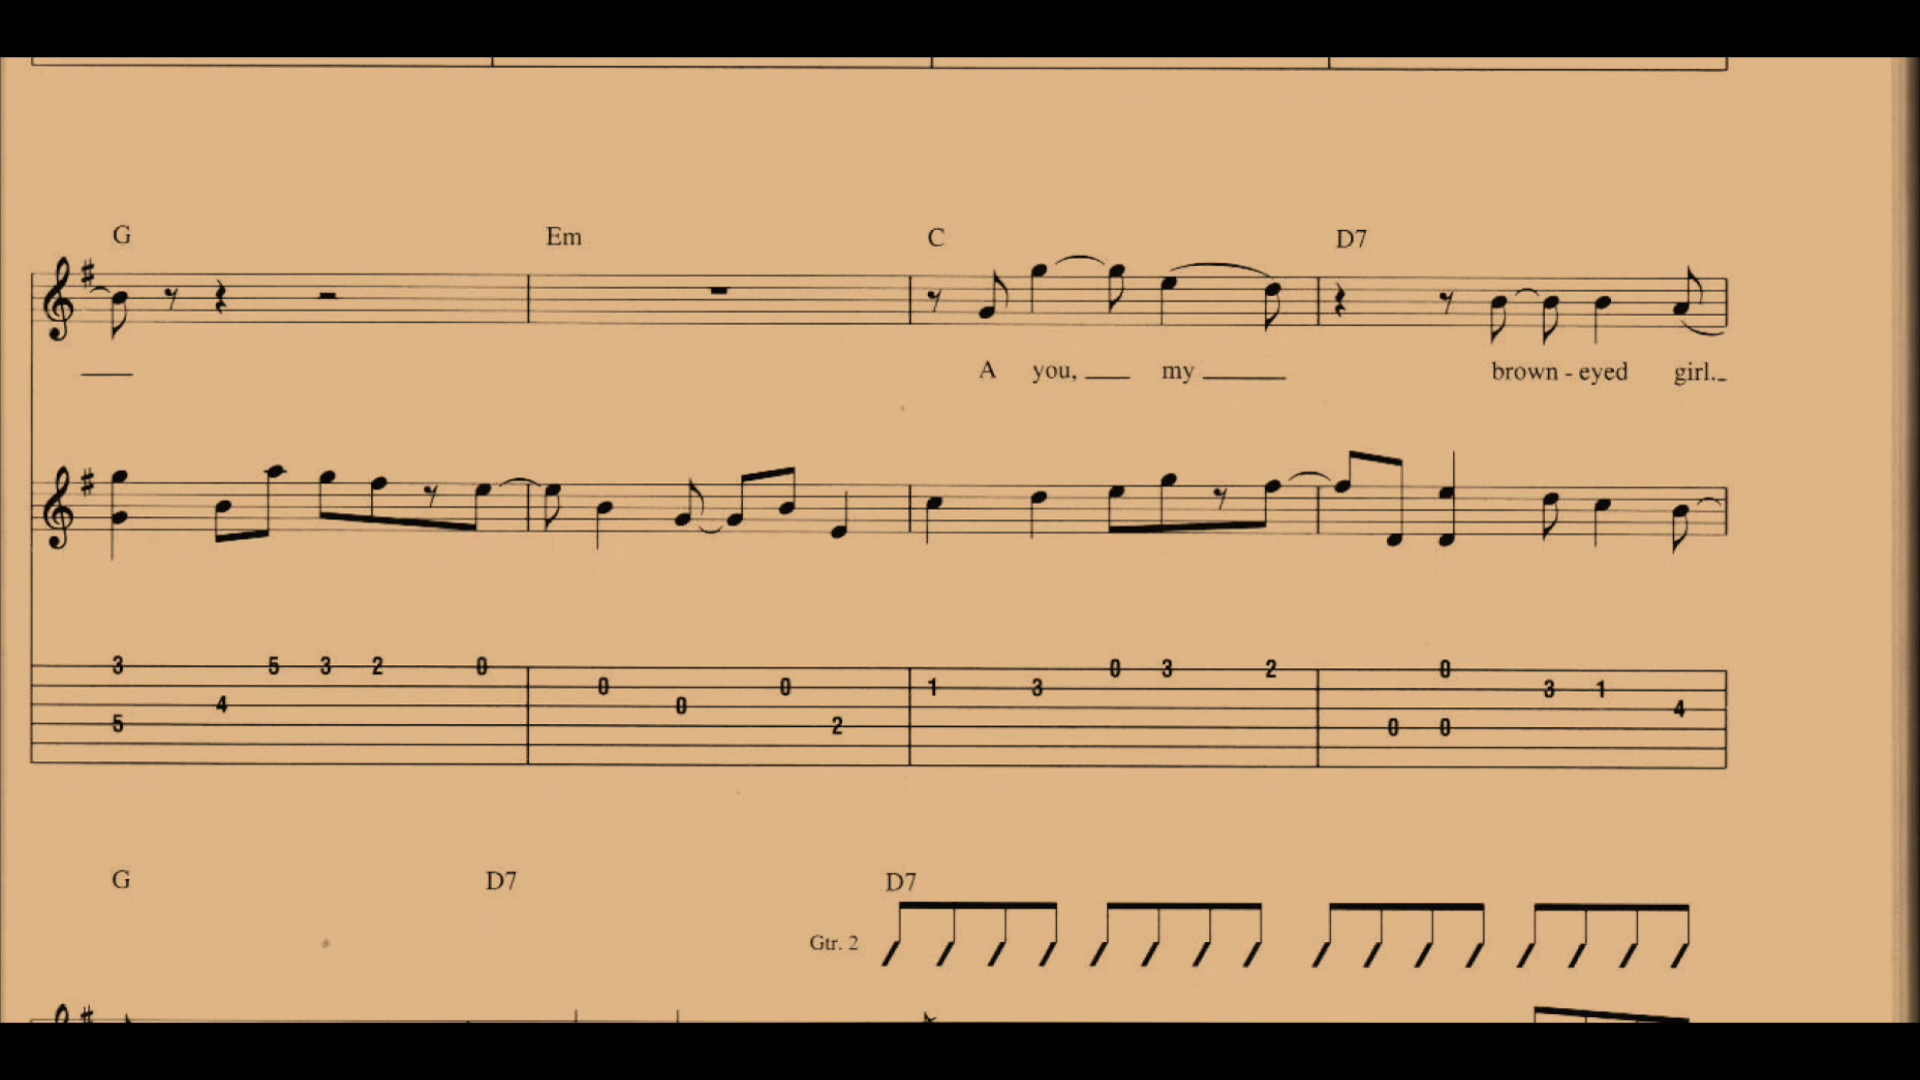 G Em C D7
A you, my brown - eyed girl.
3 5 3 2 0 0 3 2 0
0 0 1 3 3 1
4 0 4
5 2 0 0
G D7 D7
Gtr. 2